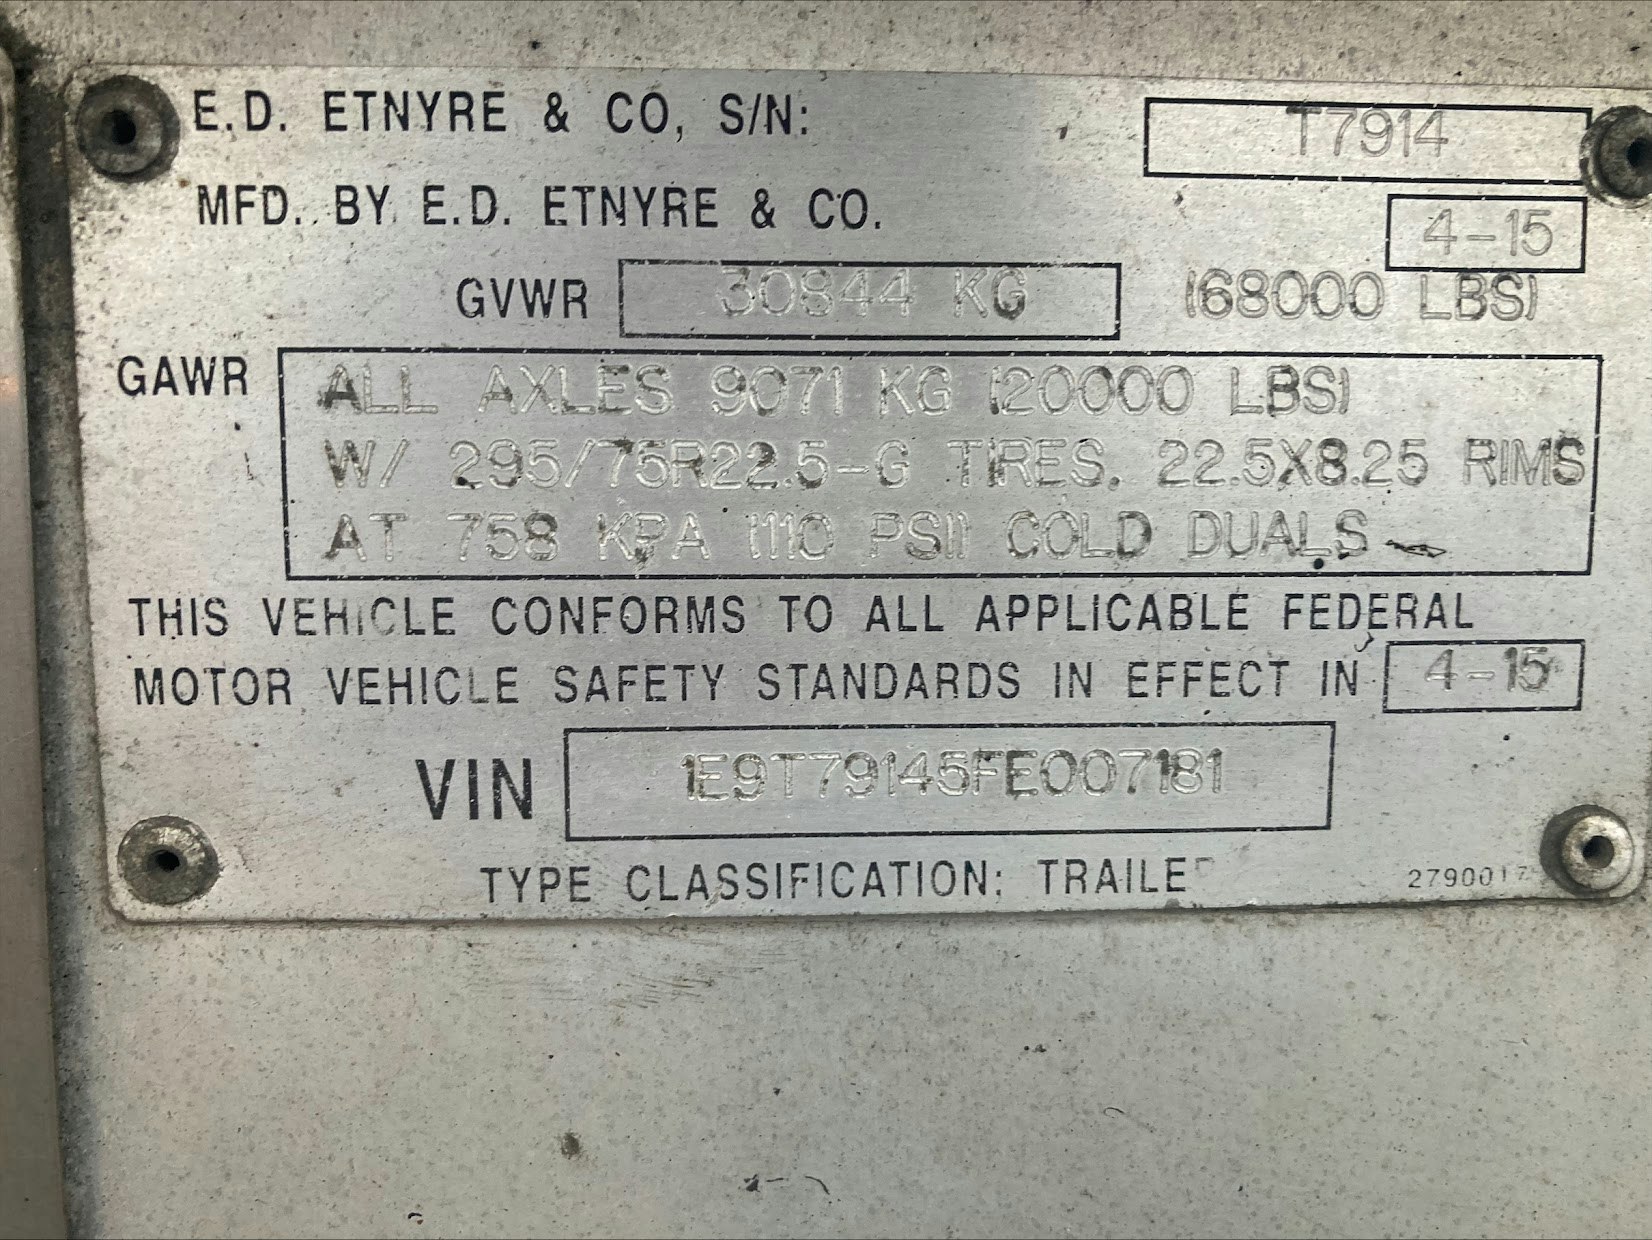 E.D. ETNYRE & CO, S/N: T7914
MFD. BY E.D. ETNYRE & CO. 4-15
GVWR 30844 KG (68000 LBS)
GAWR ALL AXLES 9071 KG (20000 LBS)
W/ 295/75R22.5-G TIRES. 22.5X8.25 RIMS
AT 758 KPA (110 PSI) COLD DUALS
THIS VEHICLE CONFORMS TO ALL APPLICABLE FEDERAL
MOTOR VEHICLE SAFETY STANDARDS IN EFFECT IN 4-15
VIN 1E9T79145FE007181
TYPE CLASSIFICATION: TRAILER